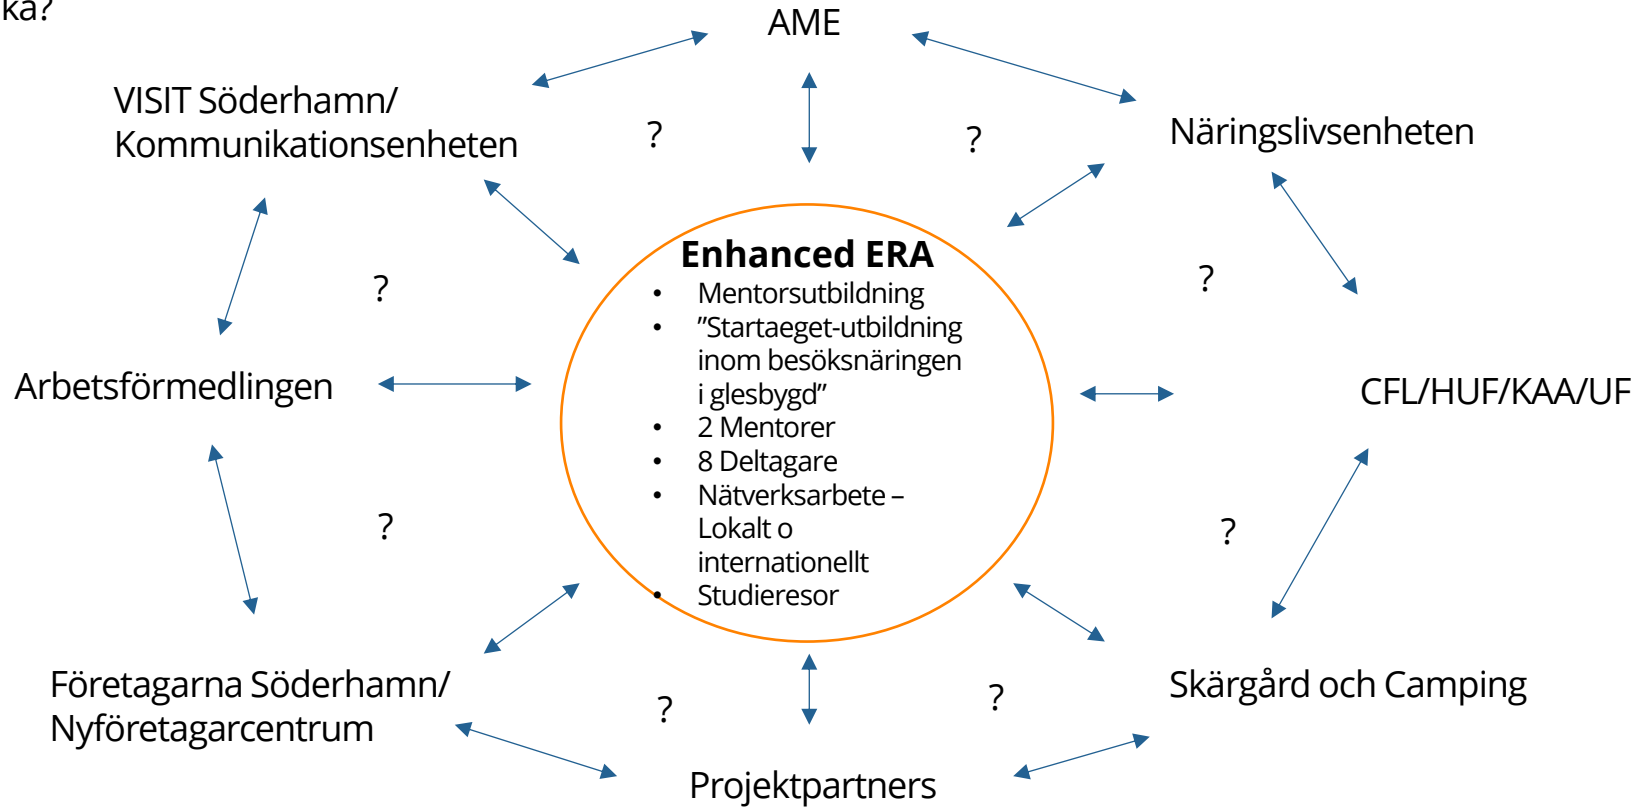 ka?
AME
VISIT Söderhamn/
Kommunikationsenheten
?
?
Näringslivsenheten
?
?
Enhanced ERA
• Mentorsutbildning
• ”Startaeget-utbildning
inom besöksnäringen
i glesbygd”
• 2 Mentorer
• 8 Deltagare
• Nätverksarbete –
Lokalt o
internationellt
• Studieresor
Arbetsförmedlingen
CFL/HUF/KAA/UF
?
?
Företagarna Söderhamn/
Nyföretagarcentrum
?
?
Skärgård och Camping
Projektpartners